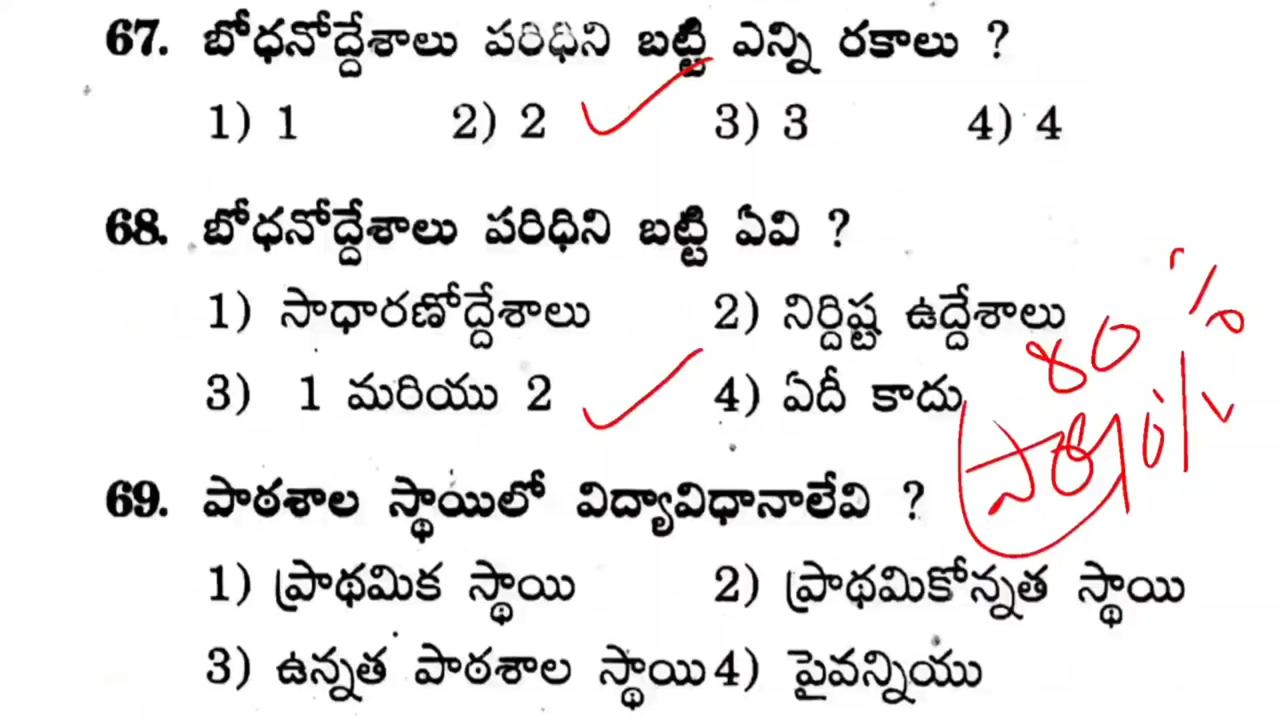 67. బోధనోద్దేశాలు పరిధిని బట్టి ఎన్ని రకాలు ?
1) 1 2) 2 3) 3 4) 4
68. బోధనోద్దేశాలు పరిధిని బట్టి ఏవి ?
1) సాధారణోద్దేశాలు 2) నిర్దిష్ట ఉద్దేశాలు
3) 1 మరియు 2 4) ఏదీ కాదు
80 %
69. పాఠశాల స్థాయిలో విద్యావిధానాలేవి ?
1) ప్రాథమిక స్థాయి 2) ప్రాథమికోన్నత స్థాయి
3) ఉన్నత పాఠశాల స్థాయి 4) పైవన్నియు